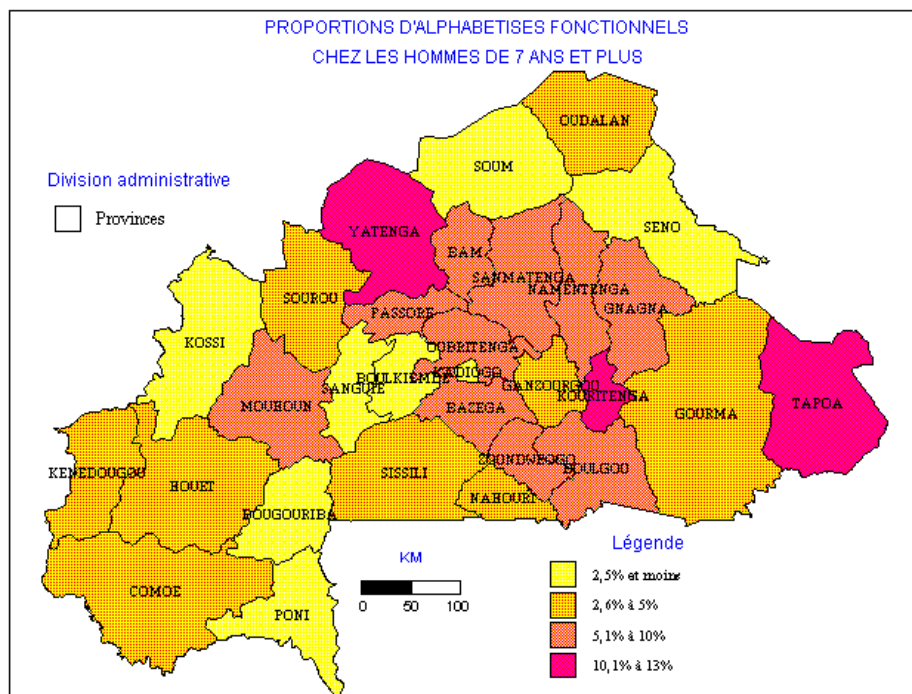 PROPORTIONS D'ALPHABETISES FONCTIONNELS
CHEZ LES HOMMES DE 7 ANS ET PLUS
OUDALAN
SOUM
Division administrative
Provinces
SENO
YATENGA
BAM
SANMATENGA
NAMENTENGA
SOUROU
GNAGNA
PASSORE
KOSSI
OUBRITENGA
BOULKIEMDE
KADIOGO
SANGUIE
GANZOURGOU
KOURITENGA
MOUHOUN
BAZEGA
GOURMA
TAPOA
ZOUNDWEOGO
BOULGOU
KENEDOUGOU
HOUET
SISSILI
NAHOURI
BOUGOURIBA
Légende
KM
2,5% et moins
COMOE
0 50 100
2,6% à 5%
PONI
5,1% à 10%
10,1% à 13%